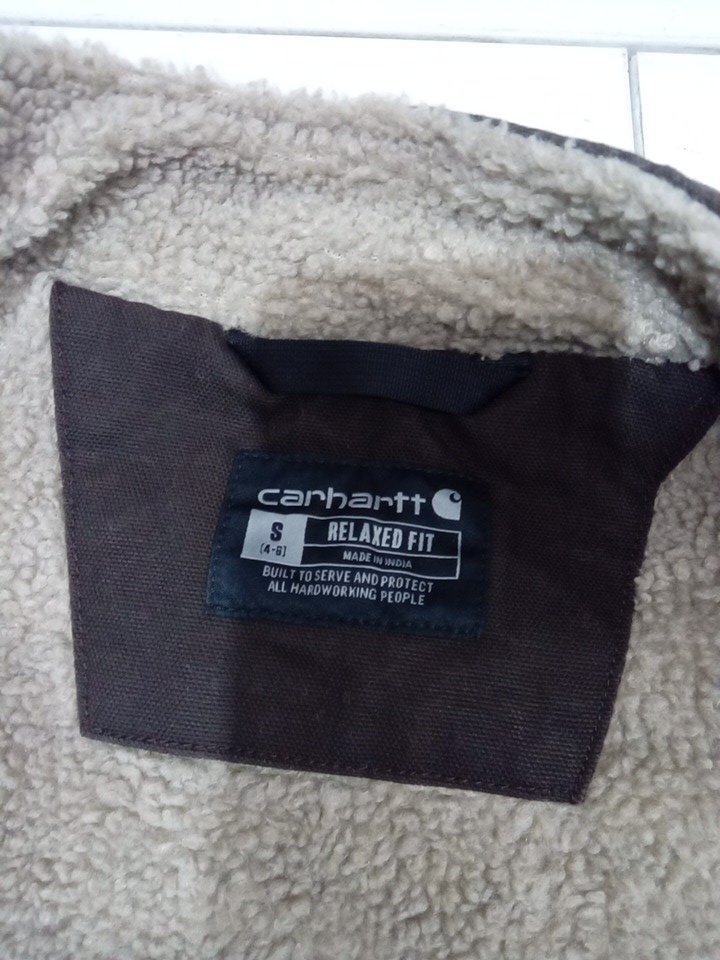 carhartt
S
(4-6)
RELAXED FIT
MADE IN INDIA
BUILT TO SERVE AND PROTECT
ALL HARDWORKING PEOPLE